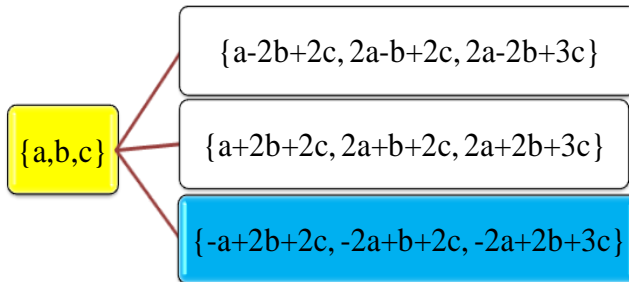 {a-2b+2c, 2a-b+2c, 2a-2b+3c}
{a,b,c}
{a+2b+2c, 2a+b+2c, 2a+2b+3c}
{-a+2b+2c, -2a+b+2c, -2a+2b+3c}